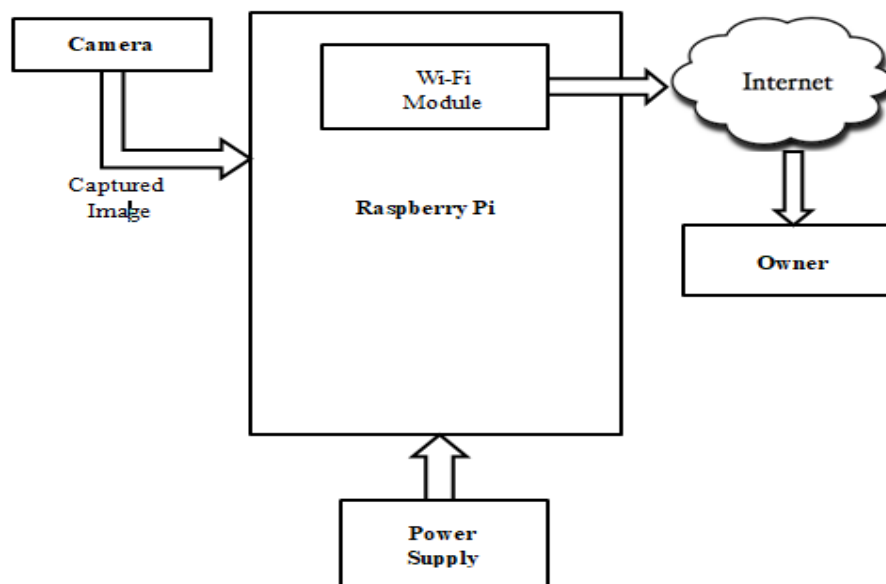 Camera
Wi-Fi
Module
Internet
Captured
Image
Raspberry Pi
Owner
Power
Supply